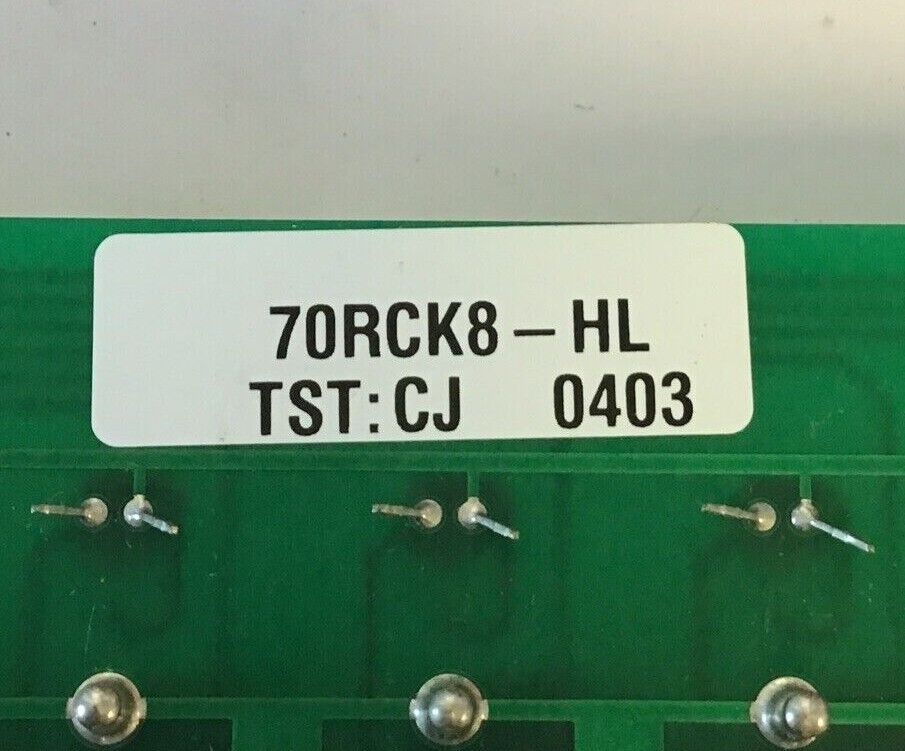 70RCK8-HL
TST: CJ 0403